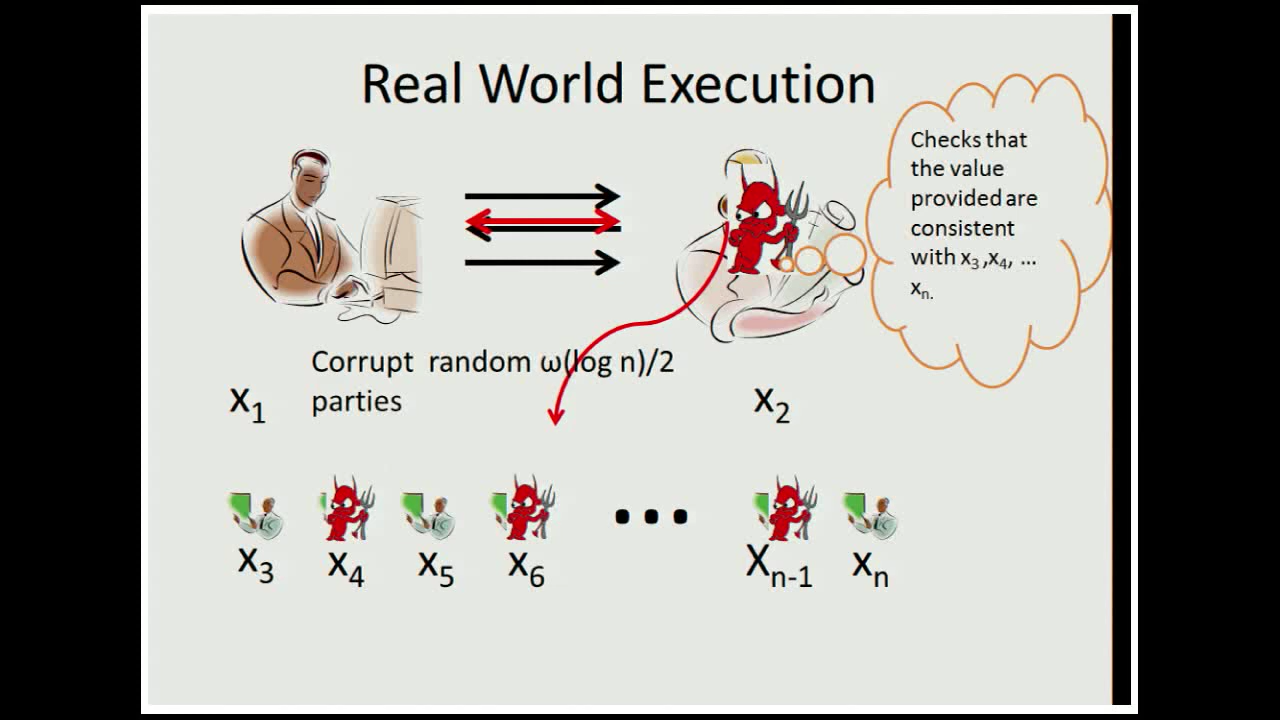 Real World Execution
Checks that
the value
provided are
consistent
with x₃ ,x₄, ...
xₙ.
Corrupt random ω(log n)/2
parties
x₁
x₂
x₃
x₄
x₅
x₆
...
Xₙ₋₁
xₙ